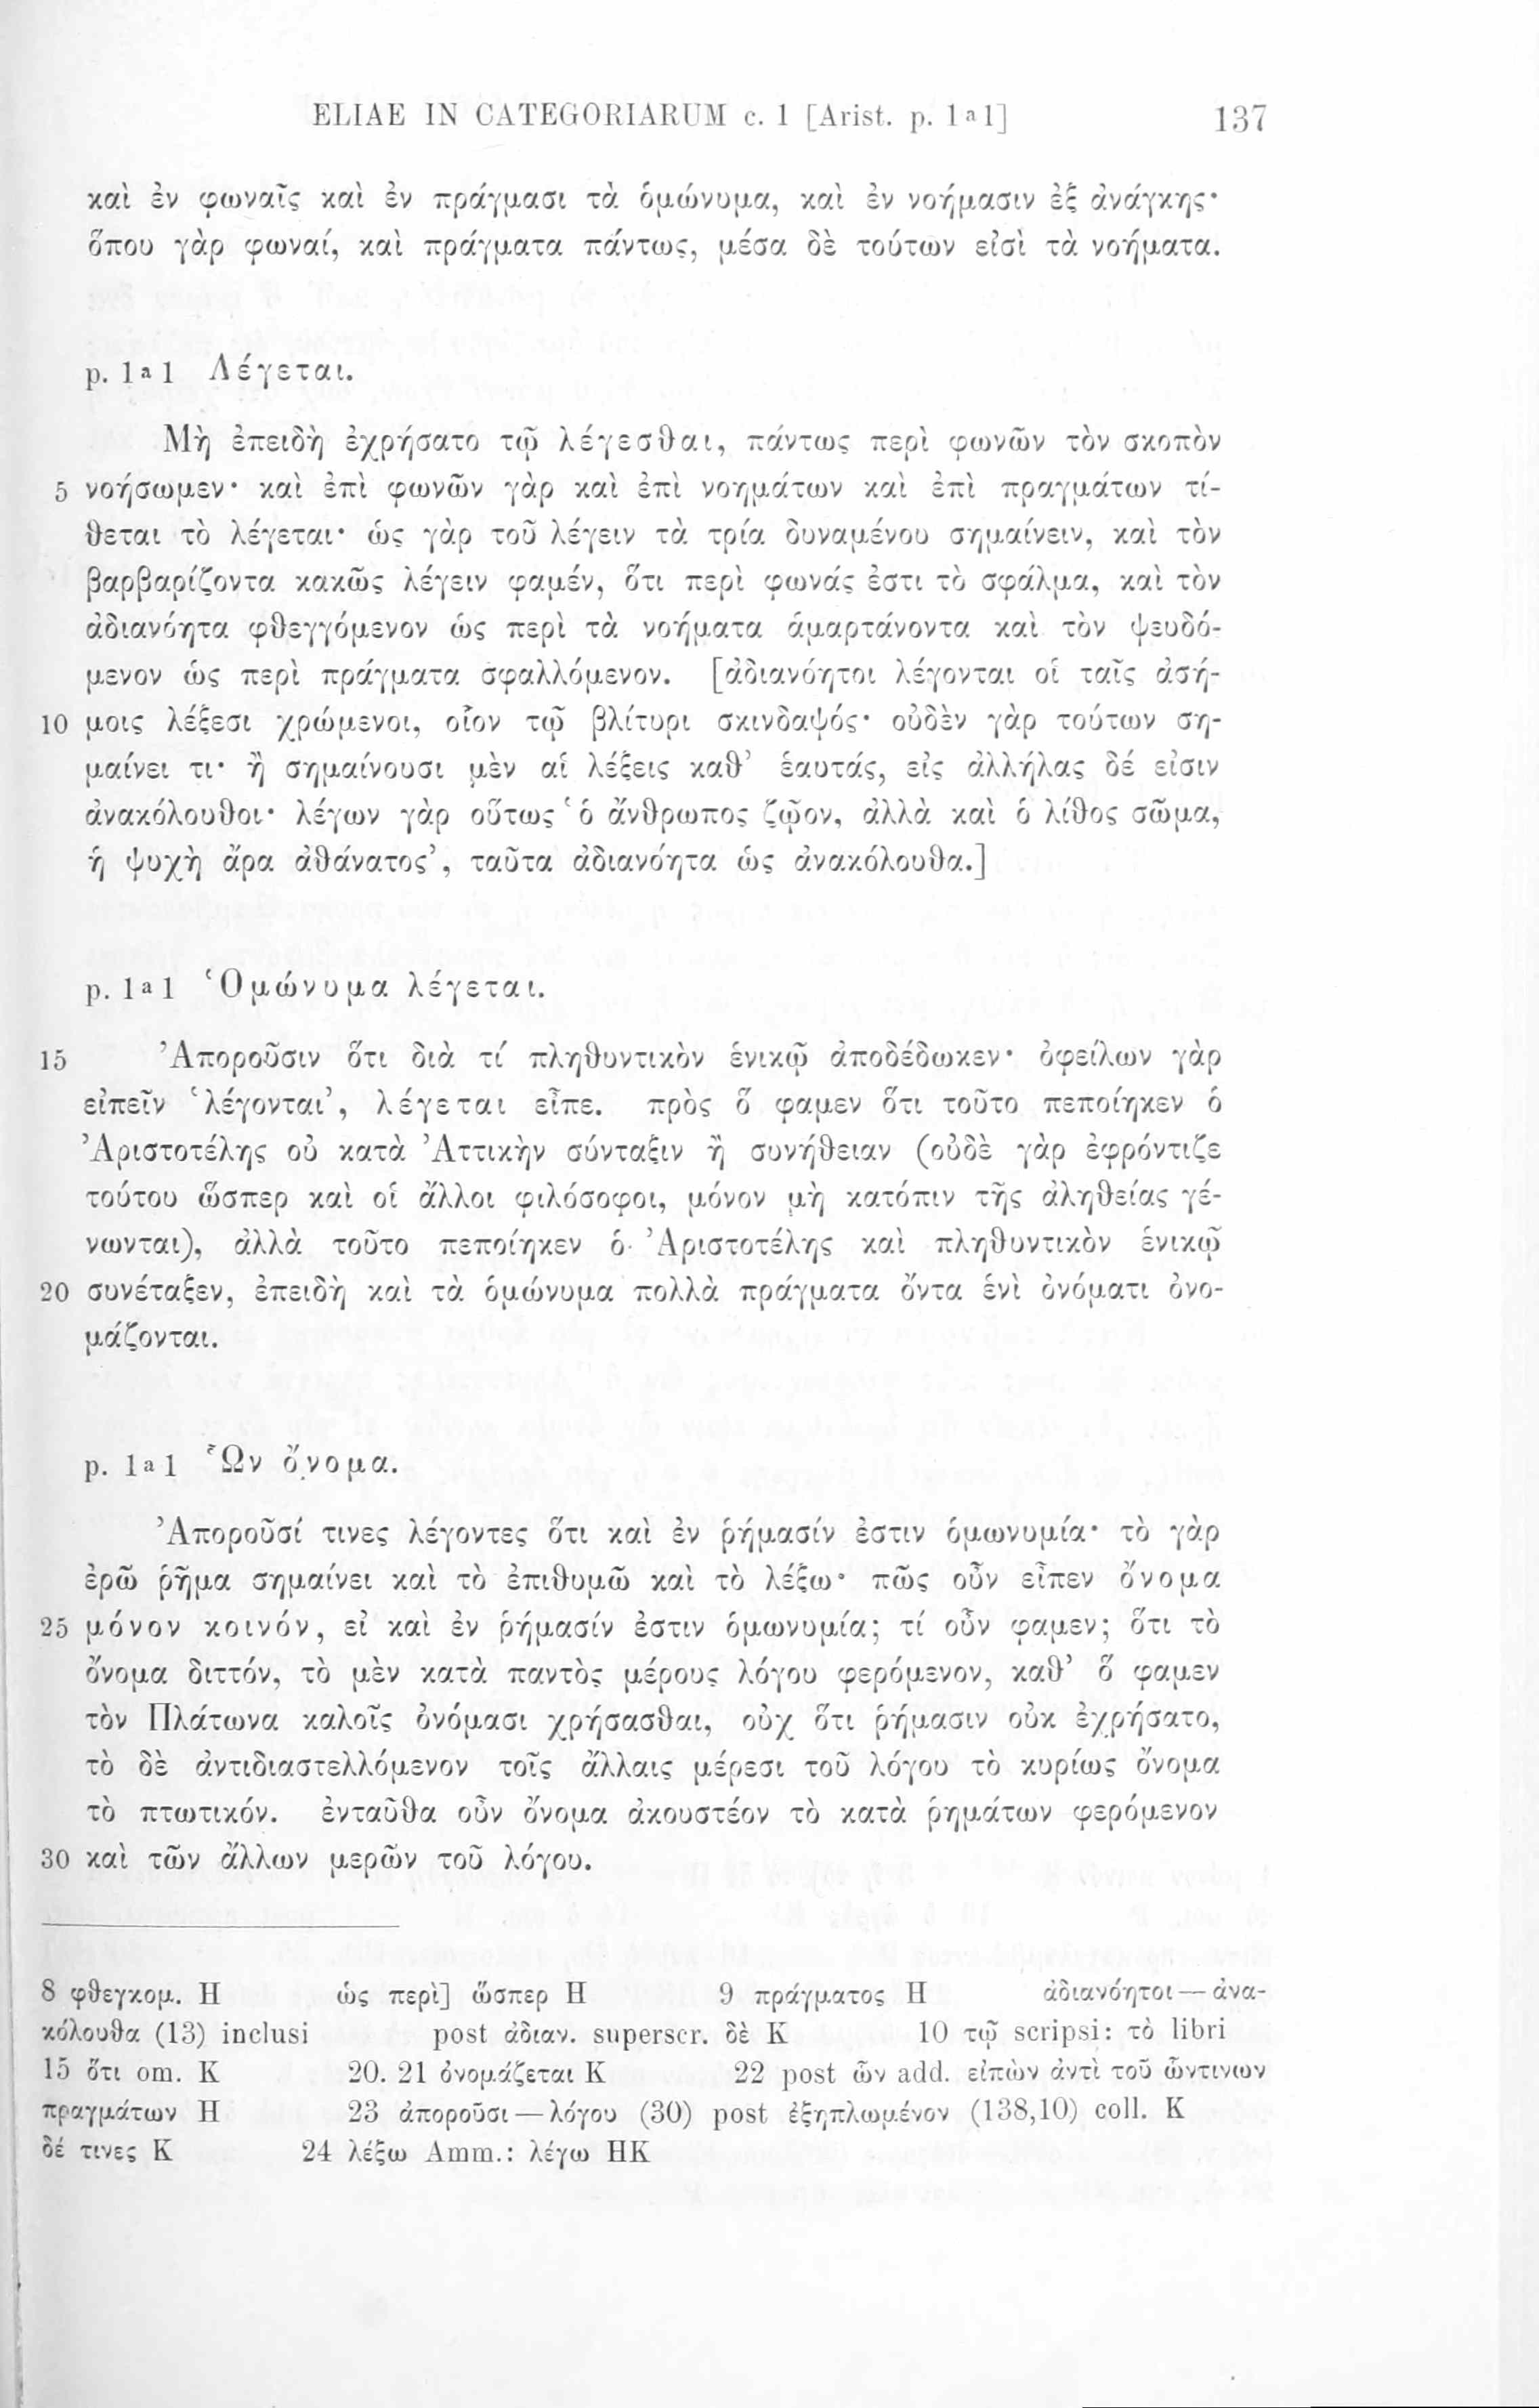 ELIAE IN CATEGORIARUM c. 1 [Arist. p. 1ª1] 137
καὶ ἐν φωναῖς καὶ ἐν πράγμασι τὰ ὁμώνυμα, καὶ ἐν νοήμασιν ἐξ ἀνάγκης·
ὅπου γὰρ φωναί, καὶ πράγματα πάντως, μέσα δὲ τούτων εἰσὶ τὰ νοήματα.
p. 1ª1 Λέγεται.
Μὴ ἐπειδὴ ἐχρήσατο τῷ λέγεσθαι, πάντως περὶ φωνῶν τὸν σκοπὸν
5 νοήσωμεν· καὶ ἐπὶ φωνῶν γὰρ καὶ ἐπὶ νοημάτων καὶ ἐπὶ πραγμάτων τί-
θεται τὸ λέγεται· ὡς γὰρ τοῦ λέγειν τὰ τρία δυναμένου σημαίνειν, καὶ τὸν
βαρβαρίζοντα κακῶς λέγειν φαμέν, ὅτι περὶ φωνάς ἐστι τὸ σφάλμα, καὶ τὸν
ἀδιανόητα φθεγγόμενον ὡς περὶ τὰ νοήματα ἁμαρτάνοντα καὶ τὸν ψευδό-
μενον ὡς περὶ πράγματα σφαλλόμενον. [ἀδιανόητοι λέγονται οἱ ταῖς ἀσή-
10 μοις λέξεσι χρώμενοι, οἷον τῷ βλίτυρι σκινδαψός· οὐδὲν γὰρ τούτων ση-
μαίνει τι· ἢ σημαίνουσι μὲν αἱ λέξεις καθ’ ἑαυτάς, εἰς ἀλλήλας δέ εἰσιν
ἀνακόλουθοι· λέγων γὰρ οὕτως ‘ὁ ἄνθρωπος ζῷον, ἀλλὰ καὶ ὁ λίθος σῶμα,
ἡ ψυχὴ ἄρα ἀθάνατος’, ταῦτα ἀδιανόητα ὡς ἀνακόλουθα.]
p. 1ª1 Ὁμώνυμα λέγεται.
15 Ἀποροῦσιν ὅτι διὰ τί πληθυντικὸν ἑνικῷ ἀποδέδωκεν· ὀφείλων γὰρ
εἰπεῖν ‘λέγονται’, λέγεται εἶπε. πρὸς ὅ φαμεν ὅτι τοῦτο πεποίηκεν ὁ
Ἀριστοτέλης οὐ κατὰ Ἀττικὴν σύνταξιν ἢ συνήθειαν (οὐδὲ γὰρ ἐφρόντιζε
τούτου ὥσπερ καὶ οἱ ἄλλοι φιλόσοφοι, μόνον μὴ κατόπιν τῆς ἀληθείας γέ-
νωνται), ἀλλὰ τοῦτο πεποίηκεν ὁ Ἀριστοτέλης καὶ πληθυντικὸν ἑνικῷ
20 συνέταξεν, ἐπειδὴ καὶ τὰ ὁμώνυμα πολλὰ πράγματα ὄντα ἑνὶ ὀνόματι ὀνο-
μάζονται.
p. 1ª1 Ὧν ὄνομα.
Ἀποροῦσί τινες λέγοντες ὅτι καὶ ἐν ῥήμασίν ἐστιν ὁμωνυμία· τὸ γὰρ
ἐρῶ ῥῆμα σημαίνει καὶ τὸ ἐπιθυμῶ καὶ τὸ λέξω· πῶς οὖν εἶπεν ὄνομα
25 μόνον κοινόν, εἰ καὶ ἐν ῥήμασίν ἐστιν ὁμωνυμία; τί οὖν φαμεν; ὅτι τὸ
ὄνομα διττόν, τὸ μὲν κατὰ παντὸς μέρους λόγου φερόμενον, καθ’ ὅ φαμεν
τὸν Πλάτωνα καλοῖς ὀνόμασι χρήσασθαι, οὐχ ὅτι ῥήμασιν οὐκ ἐχρήσατο,
τὸ δὲ ἀντιδιαστελλόμενον τοῖς ἄλλαις μέρεσι τοῦ λόγου τὸ κυρίως ὄνομα
τὸ πτωτικόν. ἐνταῦθα οὖν ὄνομα ἀκουστέον τὸ κατὰ ῥημάτων φερόμενον
30 καὶ τῶν ἄλλων μερῶν τοῦ λόγου.
8 φθεγκομ. H ὡς περὶ] ὥσπερ H 9 πράγματος H ἀδιανόητοι — ἀνα-
κόλουθα (13) inclusi post ἀδιαν. superscr. δὲ K 10 τῷ scripsi: τὸ libri
15 ὅτι om. K 20. 21 ὀνομάζεται K 22 post ὧν add. εἰπὼν ἀντὶ τοῦ ὧντινων
πραγμάτων H 23 ἀποροῦσι — λόγου (30) post ἐξηπλωμένον (138,10) coll. K
δέ τινες K 24 λέξω Amm.: λέγω HK